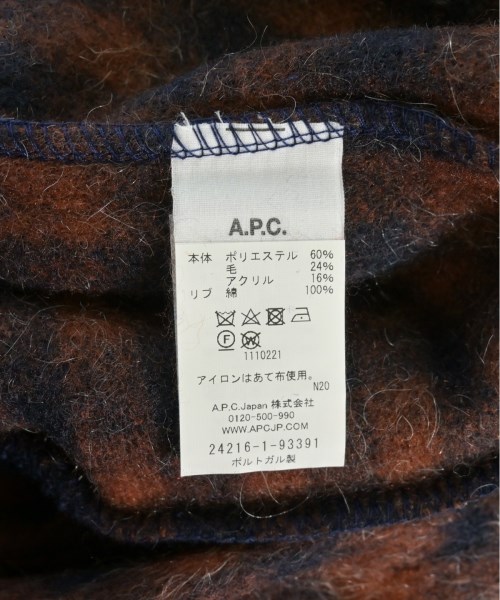 A.P.C.
本体 ポリエステル 60%
毛 24%
アクリル 16%
リブ 綿 100%
F W
1110221
アイロンはあて布使用。
N20
A.P.C.Japan 株式会社
0120-500-990
WWW.APCJP.COM
24216-1-93391
ポルトガル製